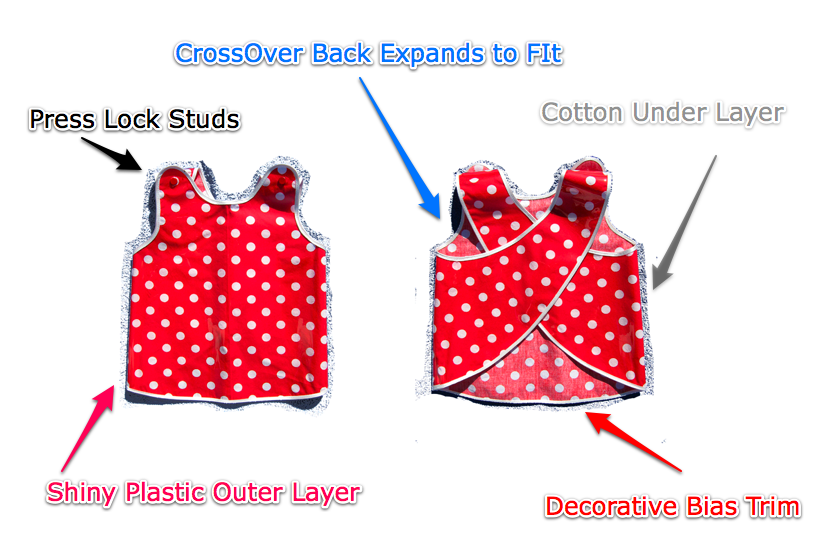 CrossOver Back Expands to FIt
Press Lock Studs
Cotton Under Layer
Shiny Plastic Outer Layer
Decorative Bias Trim